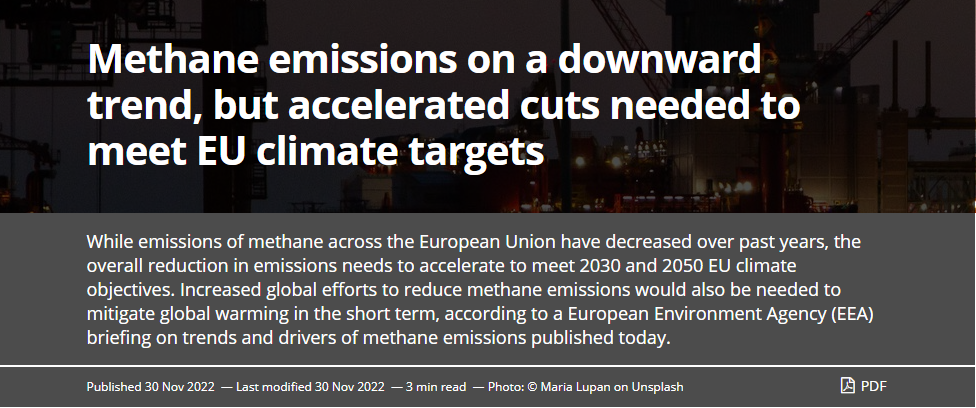 Methane emissions on a downward
trend, but accelerated cuts needed to
meet EU climate targets
While emissions of methane across the European Union have decreased over past years, the
overall reduction in emissions needs to accelerate to meet 2030 and 2050 EU climate
objectives. Increased global efforts to reduce methane emissions would also be needed to
mitigate global warming in the short term, according to a European Environment Agency (EEA)
briefing on trends and drivers of methane emissions published today.
Published 30 Nov 2022 — Last modified 30 Nov 2022 — 3 min read — Photo: © Maria Lupan on Unsplash
PDF